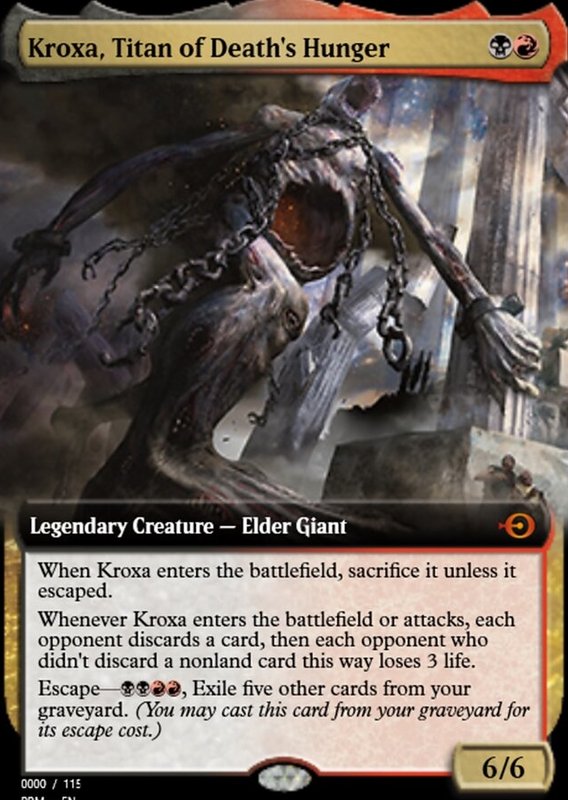 Kroxa, Titan of Death's Hunger
Legendary Creature — Elder Giant
When Kroxa enters the battlefield, sacrifice it unless it
escaped.
Whenever Kroxa enters the battlefield or attacks, each
opponent discards a card, then each opponent who
didn't discard a nonland card this way loses 3 life.
Escape—, Exile five other cards from your
graveyard. (You may cast this card from your graveyard for
its escape cost.)
6/6
0000 / 115